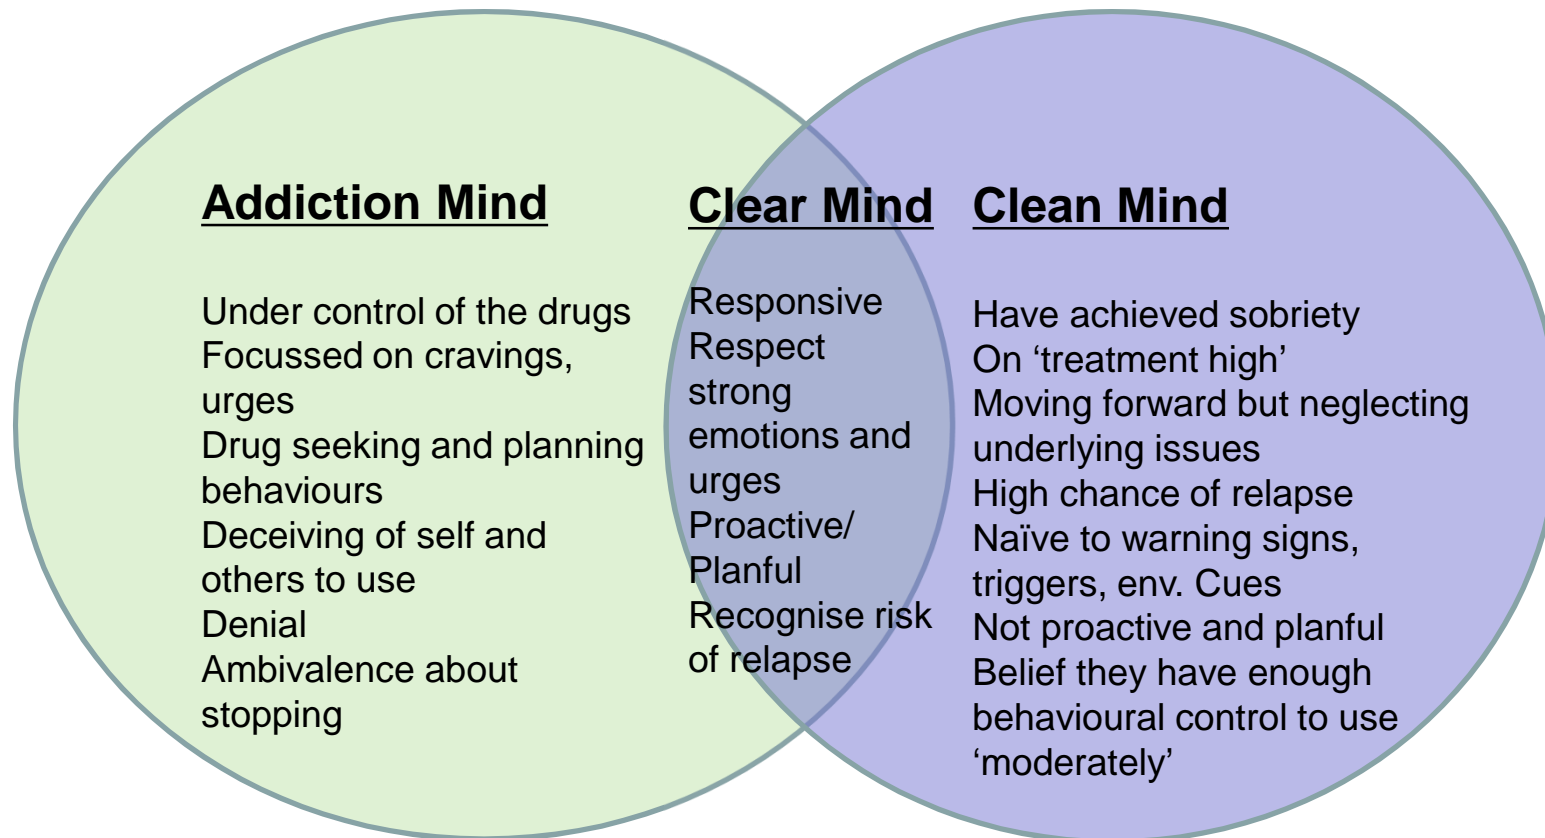 Addiction Mind
Under control of the drugs
Focussed on cravings,
urges
Drug seeking and planning
behaviours
Deceiving of self and
others to use
Denial
Ambivalence about
stopping
Clear Mind
Responsive
Respect
strong
emotions and
urges
Proactive/
Planful
Recognise risk
of relapse
Clean Mind
Have achieved sobriety
On ‘treatment high’
Moving forward but neglecting
underlying issues
High chance of relapse
Naïve to warning signs,
triggers, env. Cues
Not proactive and planful
Belief they have enough
behavioural control to use
‘moderately’